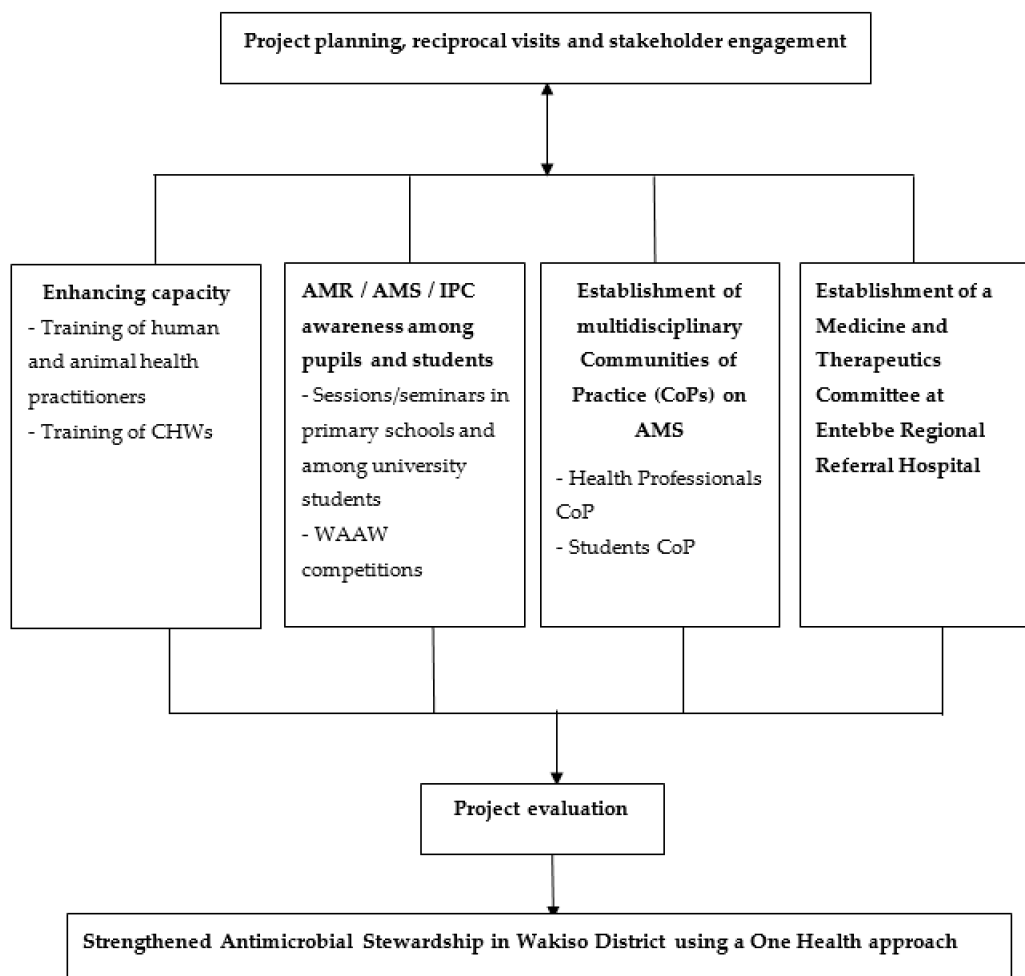 Project planning, reciprocal visits and stakeholder engagement
Enhancing capacity
- Training of human
and animal health
practitioners
- Training of CHWs
AMR / AMS / IPC
awareness among
pupils and students
- Sessions/seminars in
primary schools and
among university
students
- WAAW
competitions
Establishment of
multidisciplinary
Communities of
Practice (CoPs) on
AMS
- Health Professionals
CoP
- Students CoP
Establishment of a
Medicine and
Therapeutics
Committee at
Entebbe Regional
Referral Hospital
Project evaluation
Strengthened Antimicrobial Stewardship in Wakiso District using a One Health approach